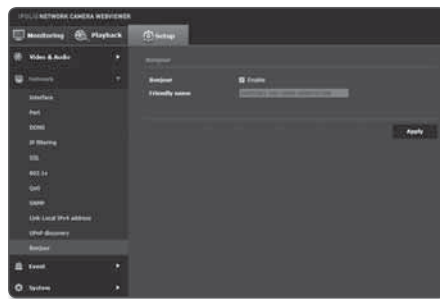 iPOLiS NETWORK CAMERA WEBVIEWER
Monitoring
Playback
Setup
Video & Audio
Network
Interface
Port
DDNS
IP filtering
SSL
802.1x
QoS
SNMP
Link-Local IPv4 address
UPnP discovery
Bonjour
Event
System
Bonjour
Bonjour
Enable
Friendly name
Apply